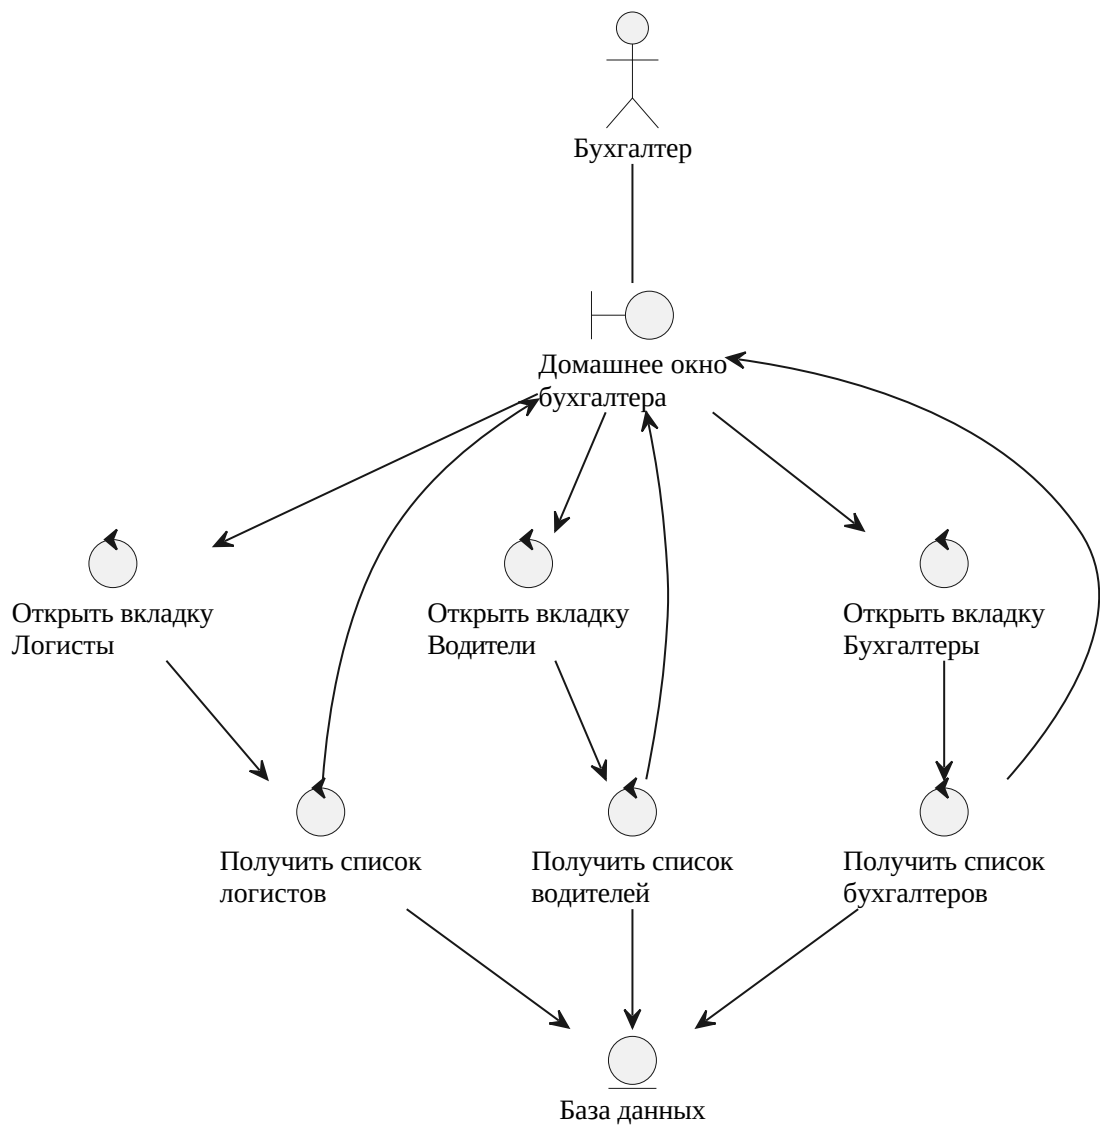 Бухгалтер
Домашнее окно
бухгалтера
Открыть вкладку
Логисты
Открыть вкладку
Водители
Открыть вкладку
Бухгалтеры
Получить список
логистов
Получить список
водителей
Получить список
бухгалтеров
База данных